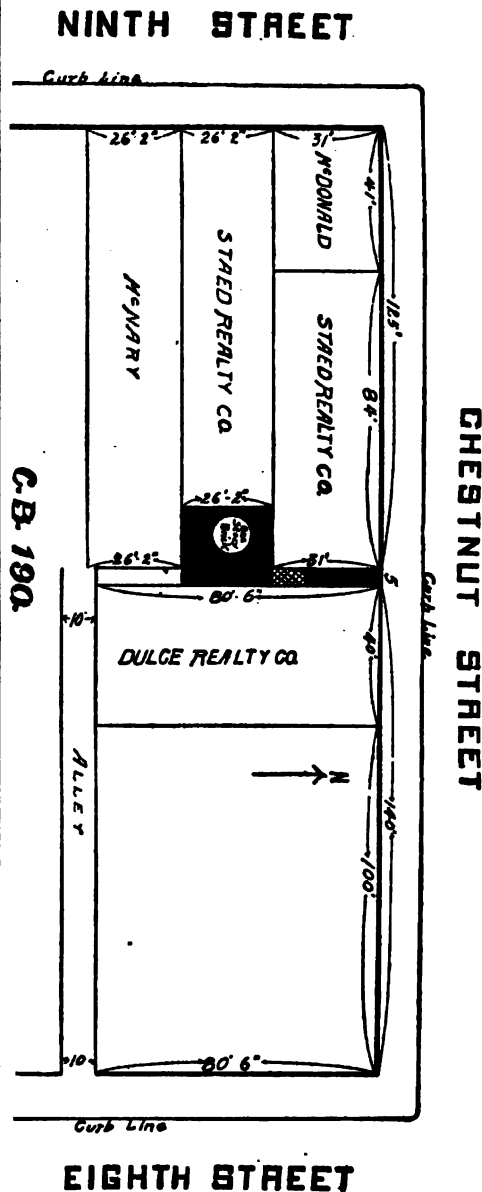 NINTH STREET
Curb Line
26' 2"
26' 2"
31'
McDONALD
41'
125'
STAED REALTY CO.
McNARY
STAED REALTY CO.
84'
26'-2"
CHESTNUT STREET
C.B. 190
26'2"
31'
5'
Curb Line
80' 6"
10'
40'
DULCE REALTY CO.
N
ALLEY
140'
100'
10
80' 6"
Curb Line
EIGHTH STREET